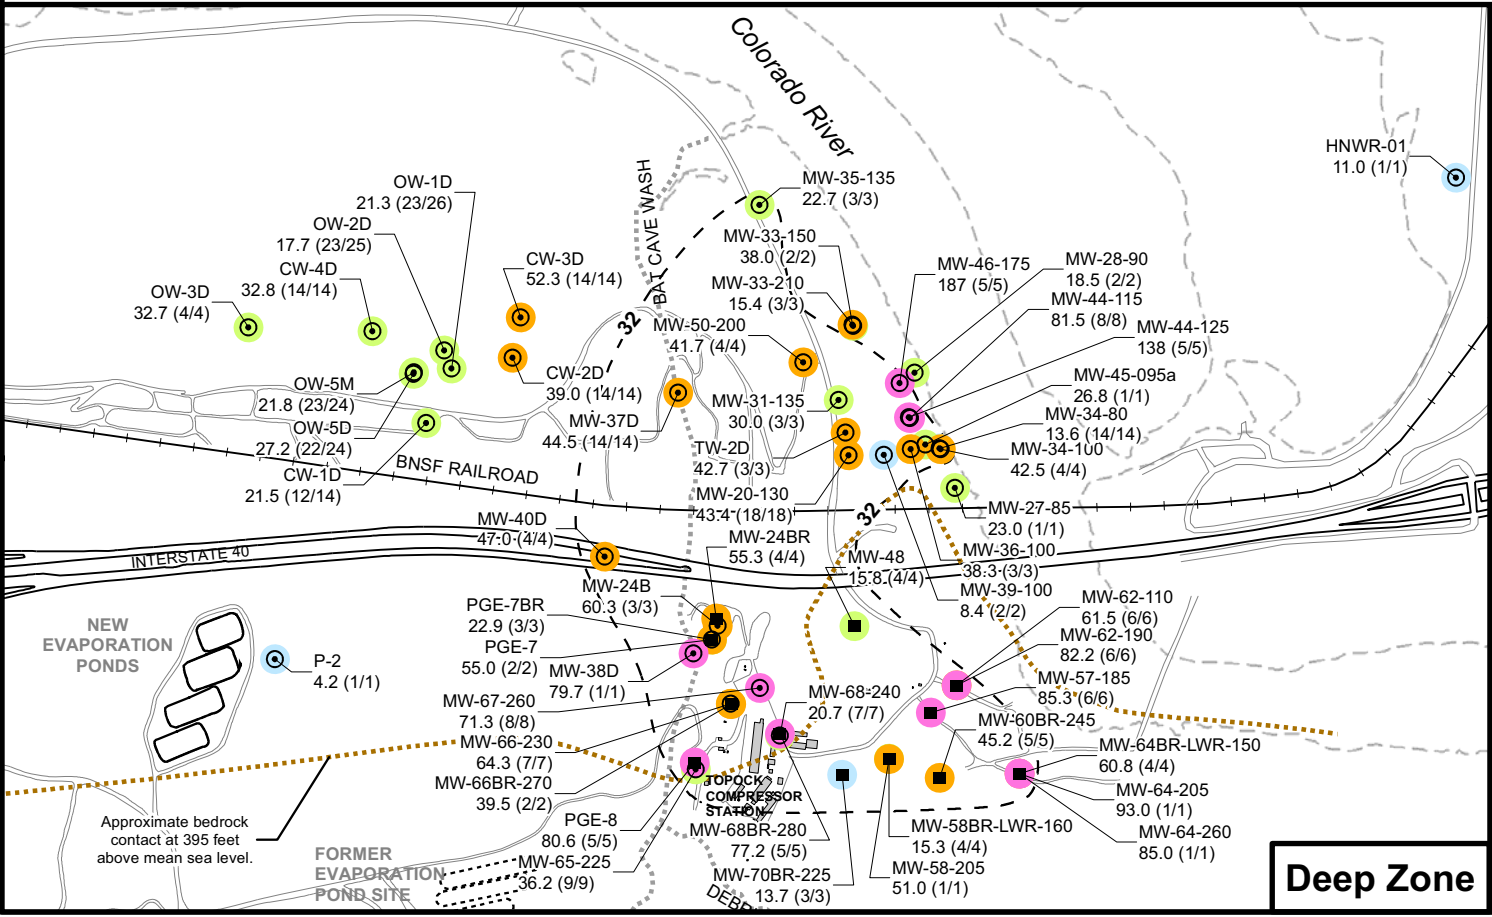 Colorado River
HNWR-01
11.0 (1/1)
OW-1D
21.3 (23/26)
OW-2D
17.7 (23/25)
CW-4D
32.8 (14/14)
OW-3D
32.7 (4/4)
CW-3D
52.3 (14/14)
BAT CAVE WASH
MW-35-135
22.7 (3/3)
MW-33-150
38.0 (2/2)
MW-33-210
15.4 (3/3)
MW-50-200
41.7 (4/4)
32
MW-46-175
187 (5/5)
MW-28-90
18.5 (2/2)
MW-44-115
81.5 (8/8)
MW-44-125
138 (5/5)
MW-45-095a
26.8 (1/1)
MW-34-80
13.6 (14/14)
MW-34-100
42.5 (4/4)
OW-5M
21.8 (23/24)
OW-5D
27.2 (22/24)
CW-1D
21.5 (12/14)
CW-2D
39.0 (14/14)
MW-37D
44.5 (14/14)
MW-31-135
30.0 (3/3)
TW-2D
42.7 (3/3)
MW-20-130
43.4 (18/18)
BNSF RAILROAD
INTERSTATE 40
32
MW-27-85
23.0 (1/1)
MW-36-100
38.3 (3/3)
MW-39-100
8.4 (2/2)
MW-40D
47.0 (4/4)
MW-24BR
55.3 (4/4)
MW-48
15.8 (4/4)
MW-24B
60.3 (3/3)
PGE-7BR
22.9 (3/3)
PGE-7
55.0 (2/2)
MW-38D
79.7 (1/1)
MW-62-110
61.5 (6/6)
MW-62-190
82.2 (6/6)
MW-57-185
85.3 (6/6)
MW-60BR-245
45.2 (5/5)
NEW
EVAPORATION
PONDS
P-2
4.2 (1/1)
MW-67-260
71.3 (8/8)
MW-66-230
64.3 (7/7)
MW-66BR-270
39.5 (2/2)
MW-68-240
20.7 (7/7)
MW-64BR-LWR-150
60.8 (4/4)
MW-64-205
93.0 (1/1)
MW-64-260
85.0 (1/1)
TOPOCK
COMPRESSOR
STATION
PGE-8
80.6 (5/5)
MW-65-225
36.2 (9/9)
MW-68BR-280
77.2 (5/5)
MW-70BR-225
13.7 (3/3)
MW-58BR-LWR-160
15.3 (4/4)
MW-58-205
51.0 (1/1)
Approximate bedrock
contact at 395 feet
above mean sea level.
FORMER
EVAPORATION
POND SITE
DEBR
Deep Zone